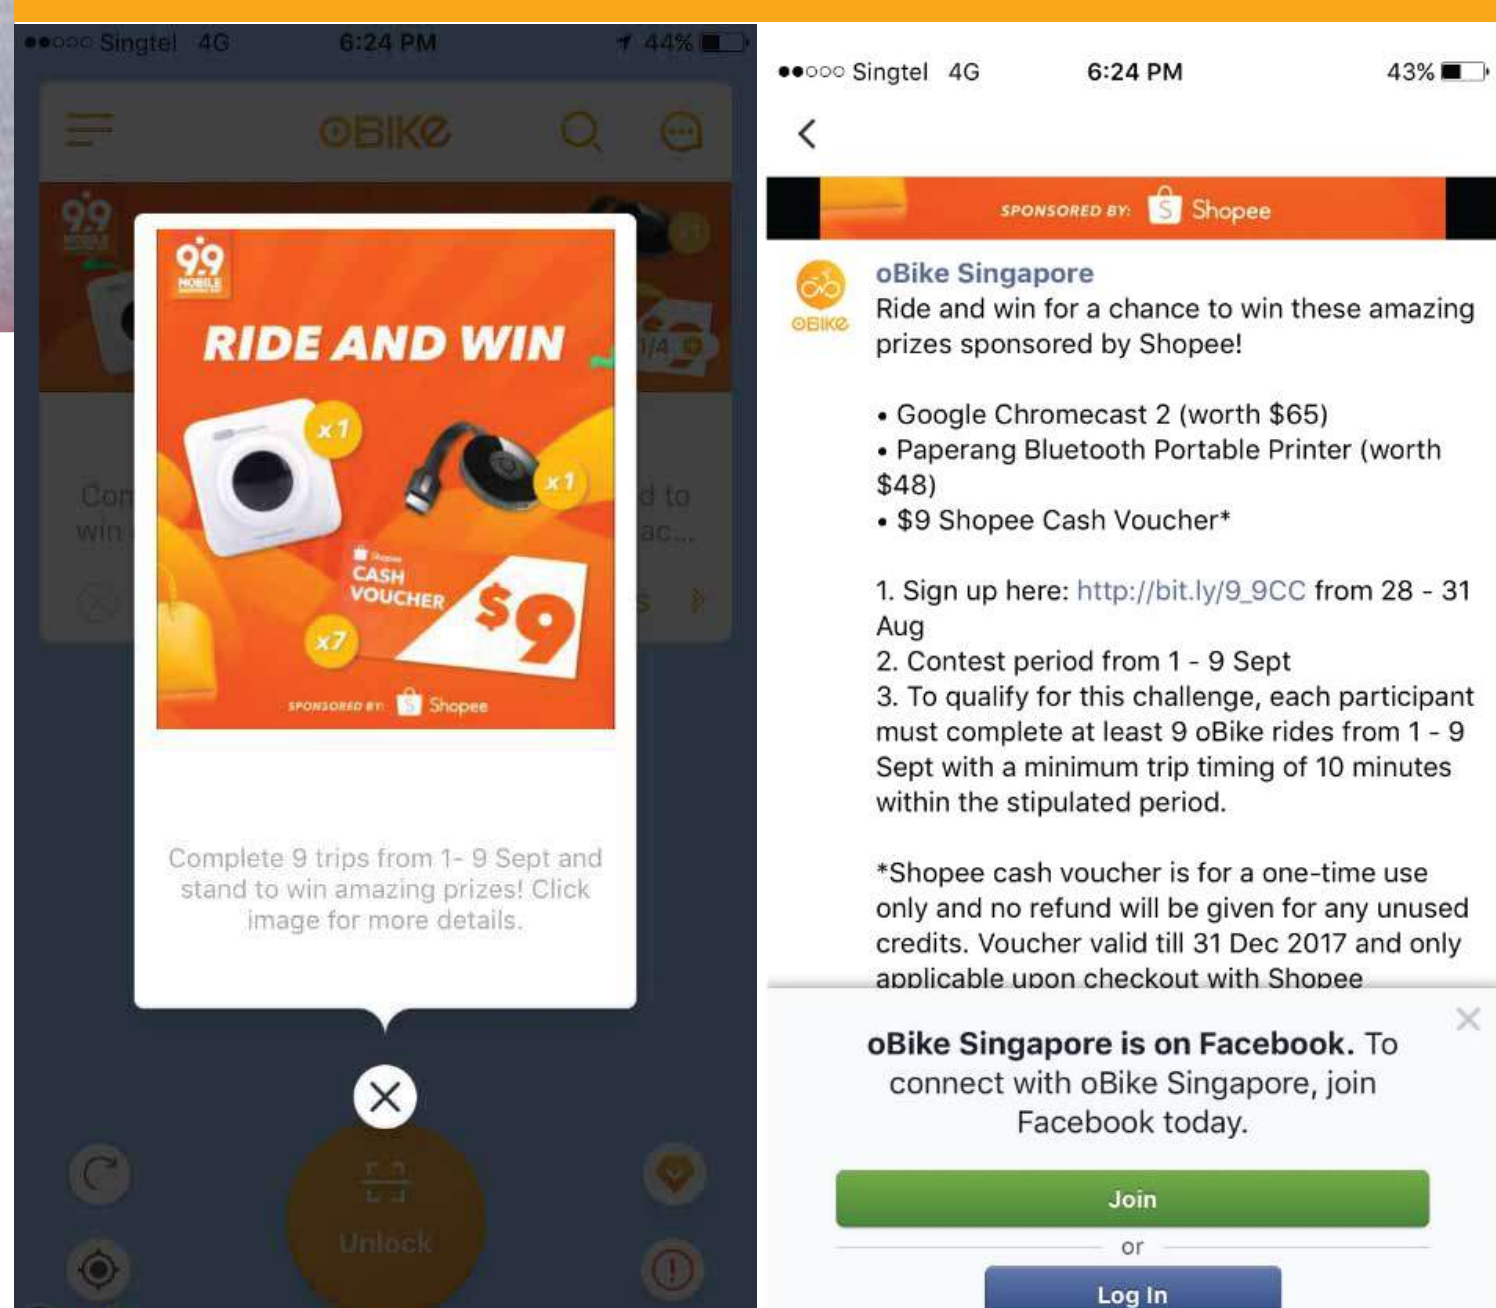 Singtel 4G 6:24 PM 44%
OBIKE
9.9
MOBILE
1/4
9.9
MOBILE
RIDE AND WIN
x1
x1
Shopee
CASH
VOUCHER
$9
x7
SPONSORED BY: Shopee
Complete 9 trips from 1- 9 Sept and
stand to win amazing prizes! Click
image for more details.
Unlock
Singtel 4G 6:24 PM 43%
SPONSORED BY: Shopee
OBIKE
oBike Singapore
Ride and win for a chance to win these amazing
prizes sponsored by Shopee!
• Google Chromecast 2 (worth $65)
• Paperang Bluetooth Portable Printer (worth
$48)
• $9 Shopee Cash Voucher*
1. Sign up here: http://bit.ly/9_9CC from 28 - 31
Aug
2. Contest period from 1 - 9 Sept
3. To qualify for this challenge, each participant
must complete at least 9 oBike rides from 1 - 9
Sept with a minimum trip timing of 10 minutes
within the stipulated period.
*Shopee cash voucher is for a one-time use
only and no refund will be given for any unused
credits. Voucher valid till 31 Dec 2017 and only
applicable upon checkout with Shopee
oBike Singapore is on Facebook. To
connect with oBike Singapore, join
Facebook today.
Join
or
Log In